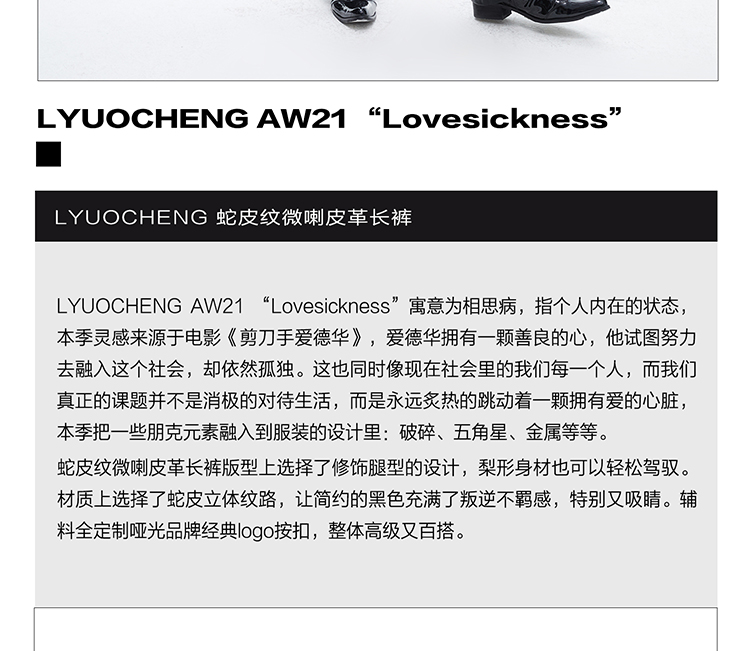 LYUOCHENG AW21 “Lovesickness”
LYUOCHENG 蛇皮纹微喇皮革长裤
LYUOCHENG AW21 “Lovesickness”寓意为相思病，指个人内在的状态，
本季灵感来源于电影《剪刀手爱德华》，爱德华拥有一颗善良的心，他试图努力
去融入这个社会，却依然孤独。这也同时像现在社会里的我们每一个人，而我们
真正的课题并不是消极的对待生活，而是永远炙热的跳动着一颗拥有爱的心脏，
本季把一些朋克元素融入到服装的设计里：破碎、五角星、金属等等。
蛇皮纹微喇皮革长裤版型上选择了修饰腿型的设计，梨形身材也可以轻松驾驭。
材质上选择了蛇皮立体纹路，让简约的黑色充满了叛逆不羁感，特别又吸睛。辅
料全定制哑光品牌经典logo按扣，整体高级又百搭。